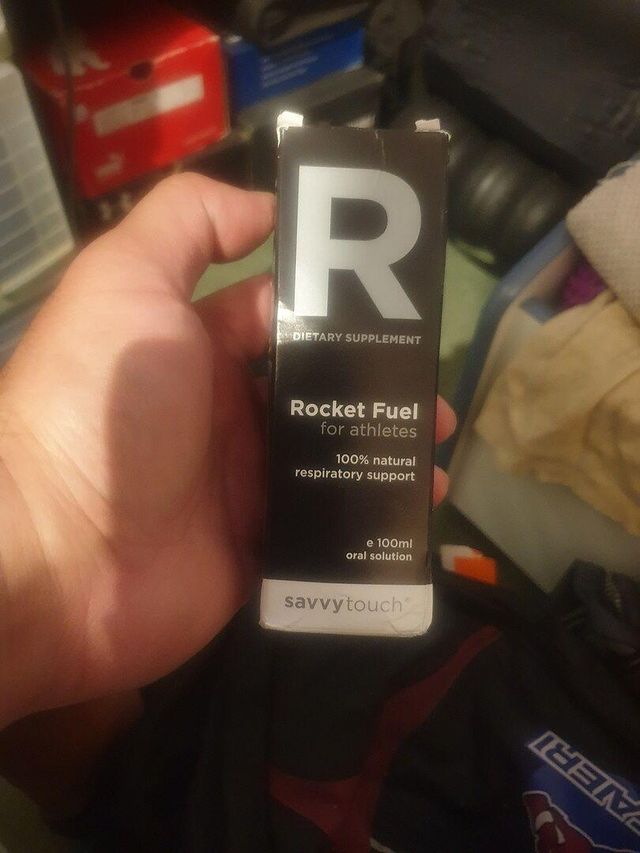 R
DIETARY SUPPLEMENT
Rocket Fuel
for athletes
100% natural
respiratory support
e 100ml
oral solution
savvytouch®